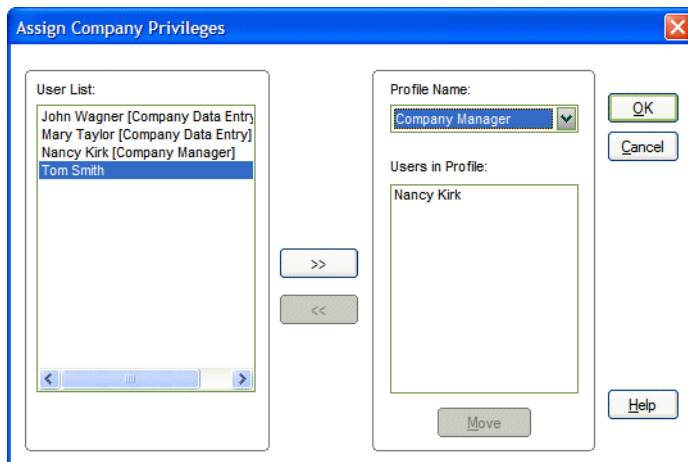 Assign Company Privileges
User List:
John Wagner [Company Data Entry
Mary Taylor [Company Data Entry]
Nancy Kirk [Company Manager]
Tom Smith
>>
<<
Profile Name:
Company Manager
Users in Profile:
Nancy Kirk
Move
OK
Cancel
Help